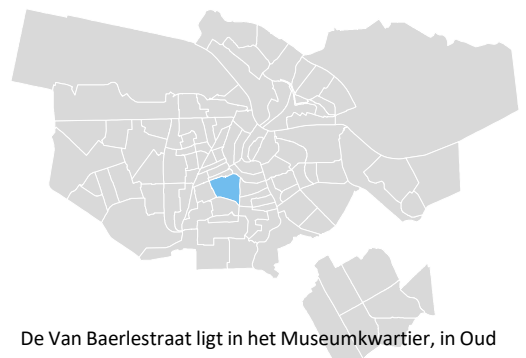 De Van Baerlestraat ligt in het Museumkwartier, in Oud